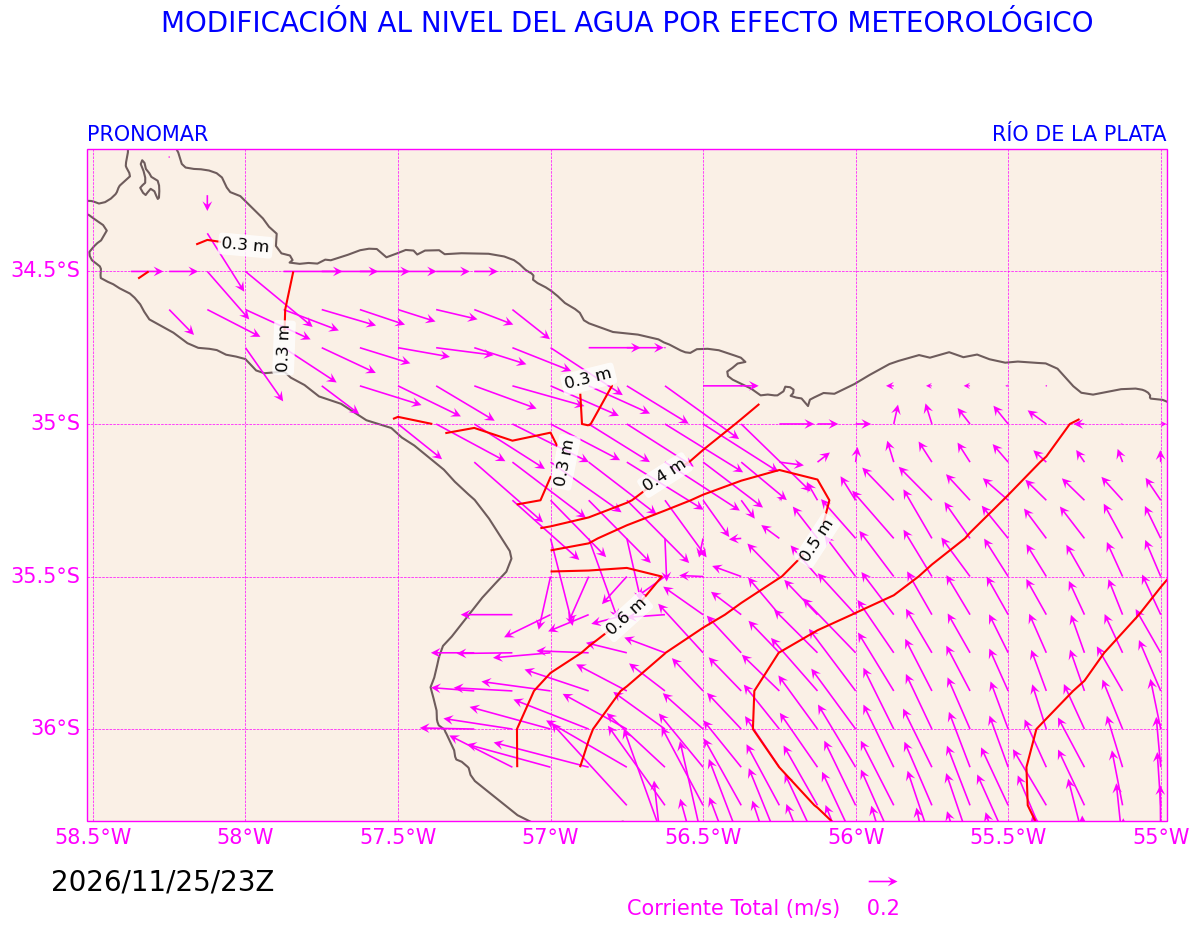 MODIFICACIÓN AL NIVEL DEL AGUA POR EFECTO METEOROLÓGICO
PRONOMAR
RÍO DE LA PLATA
0.3 m
34.5°S
0.3 m
0.3 m
35°S
0.3 m
0.4 m
0.5 m
35.5°S
0.6 m
36°S
58.5°W
58°W
57.5°W
57°W
56.5°W
56°W
55.5°W
55°W
2026/11/25/23Z
Corriente Total (m/s)
0.2